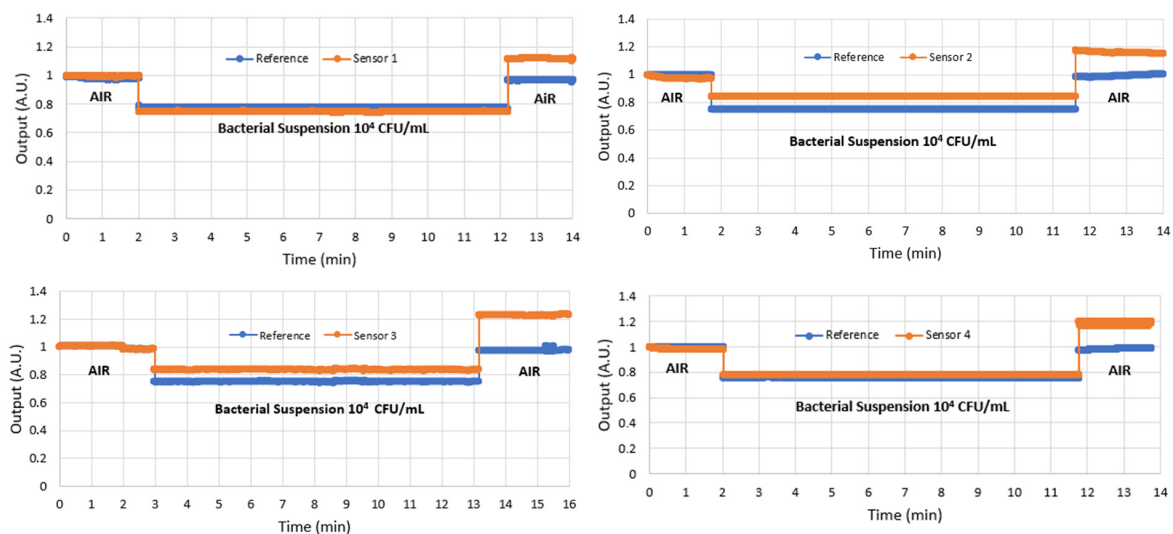 1.4
1.2
1
0.8
0.6
0.4
0.2
0
Output (A.U.)
Reference Sensor 1
AIR
AiR
Bacterial Suspension 10⁴ CFU/mL
0 1 2 3 4 5 6 7 8 9 10 11 12 13 14
Time (min)
1.4
1.2
1
0.8
0.6
0.4
0.2
0
Output (A.U.)
Reference Sensor 2
AIR
AIR
Bacterial Suspension 10⁴ CFU/mL
0 1 2 3 4 5 6 7 8 9 10 11 12 13 14
Time (min)
1.4
1.2
1
0.8
0.6
0.4
0.2
0
Output (A.U.)
Reference Sensor 3
AIR
AIR
Bacterial Suspension 10⁴ CFU/mL
0 1 2 3 4 5 6 7 8 9 10 11 12 13 14 15 16
Time (min)
1.4
1.2
1
0.8
0.6
0.4
0.2
0
Output (A.U.)
Reference Sensor 4
AIR
AIR
Bacterial Suspension 10⁴ CFU/mL
0 1 2 3 4 5 6 7 8 9 10 11 12 13 14
Time (min)